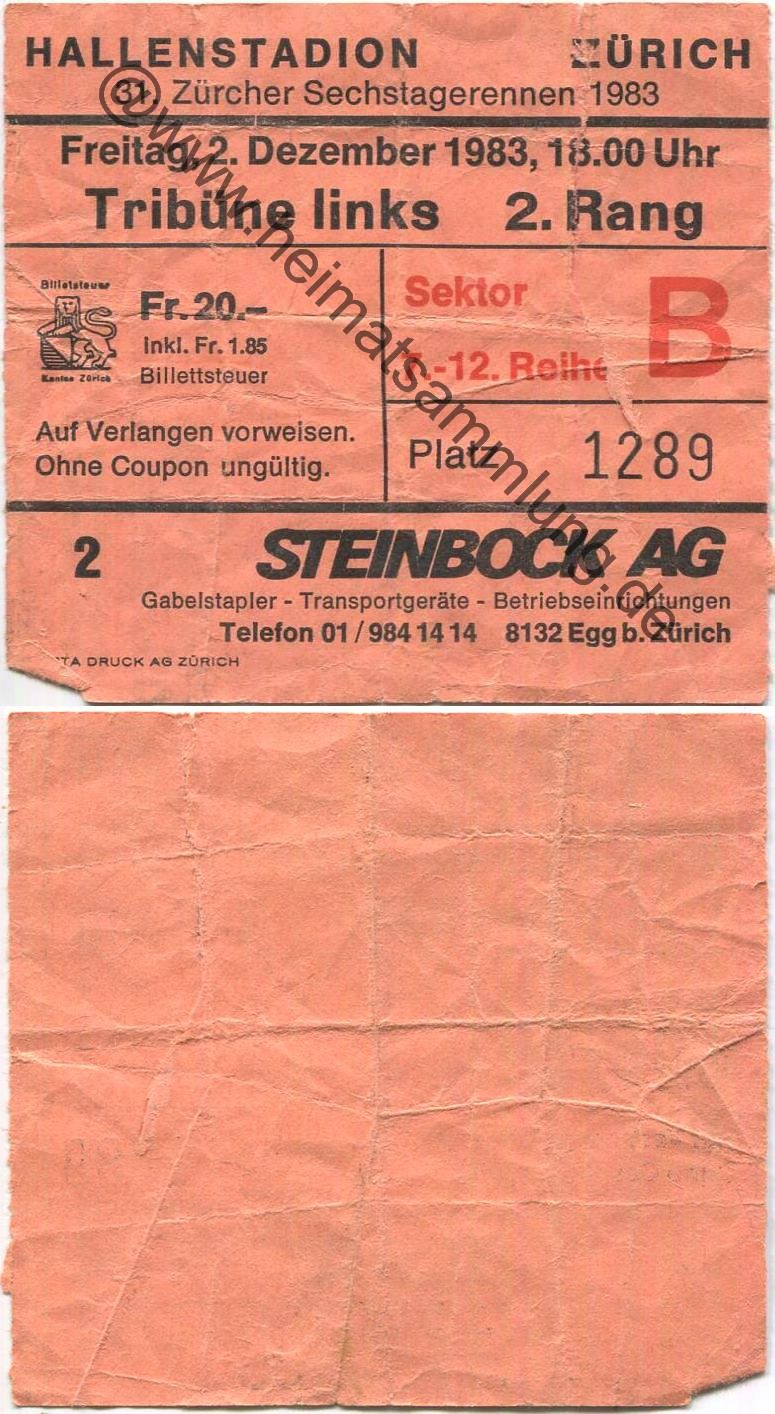 HALLENSTADION ZÜRICH
31. Zürcher Sechstagerennen 1983
Freitag, 2. Dezember 1983, 18.00 Uhr
Tribüne links 2. Rang
Billetsteuer
Kanton Zürich
Fr. 20.–
inkl. Fr. 1.85
Billettsteuer
Sektor B
-12. Reihe
Auf Verlangen vorweisen.
Ohne Coupon ungültig.
Platz 1289
2 STEINBOCK AG
Gabelstapler - Transportgeräte - Betriebseinrichtungen
Telefon 01 / 984 14 14 8132 Egg b. Zürich
DRUCK AG ZÜRICH
©www.heimatsammlung.de